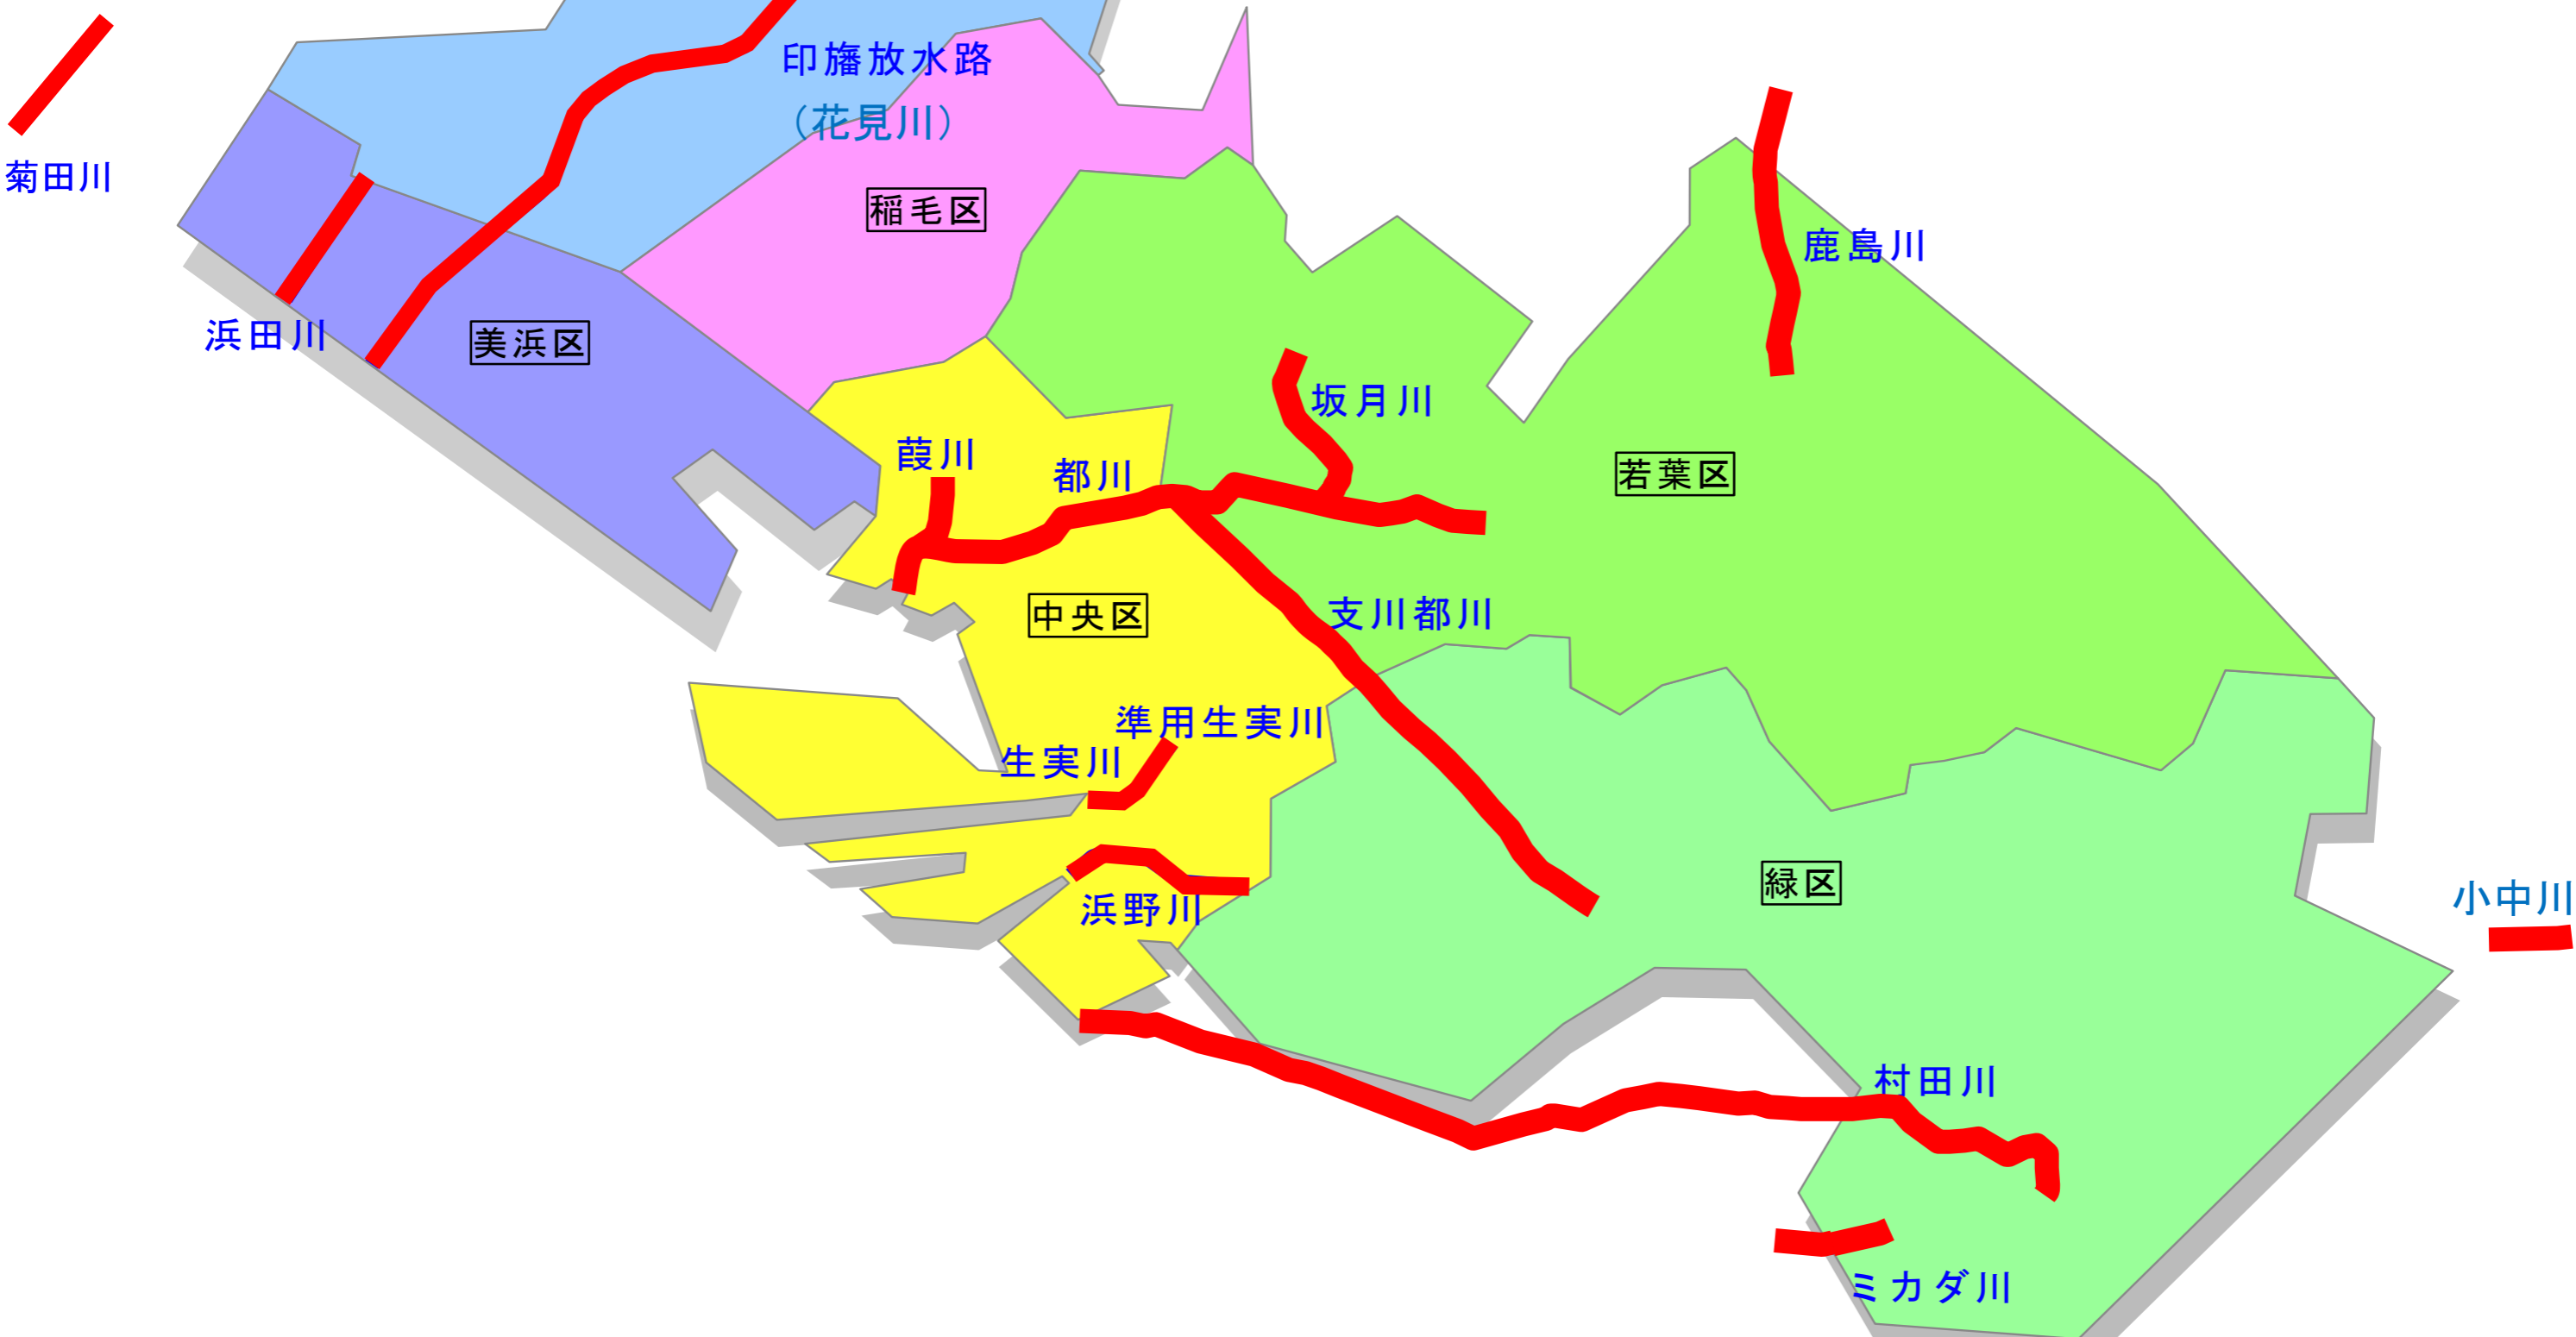 印旛放水路
（花見川）
菊田川
稲毛区
鹿島川
浜田川
美浜区
坂月川
葭川
都川
若葉区
中央区
支川都川
準用生実川
生実川
緑区
小中川
浜野川
村田川
ミカダ川